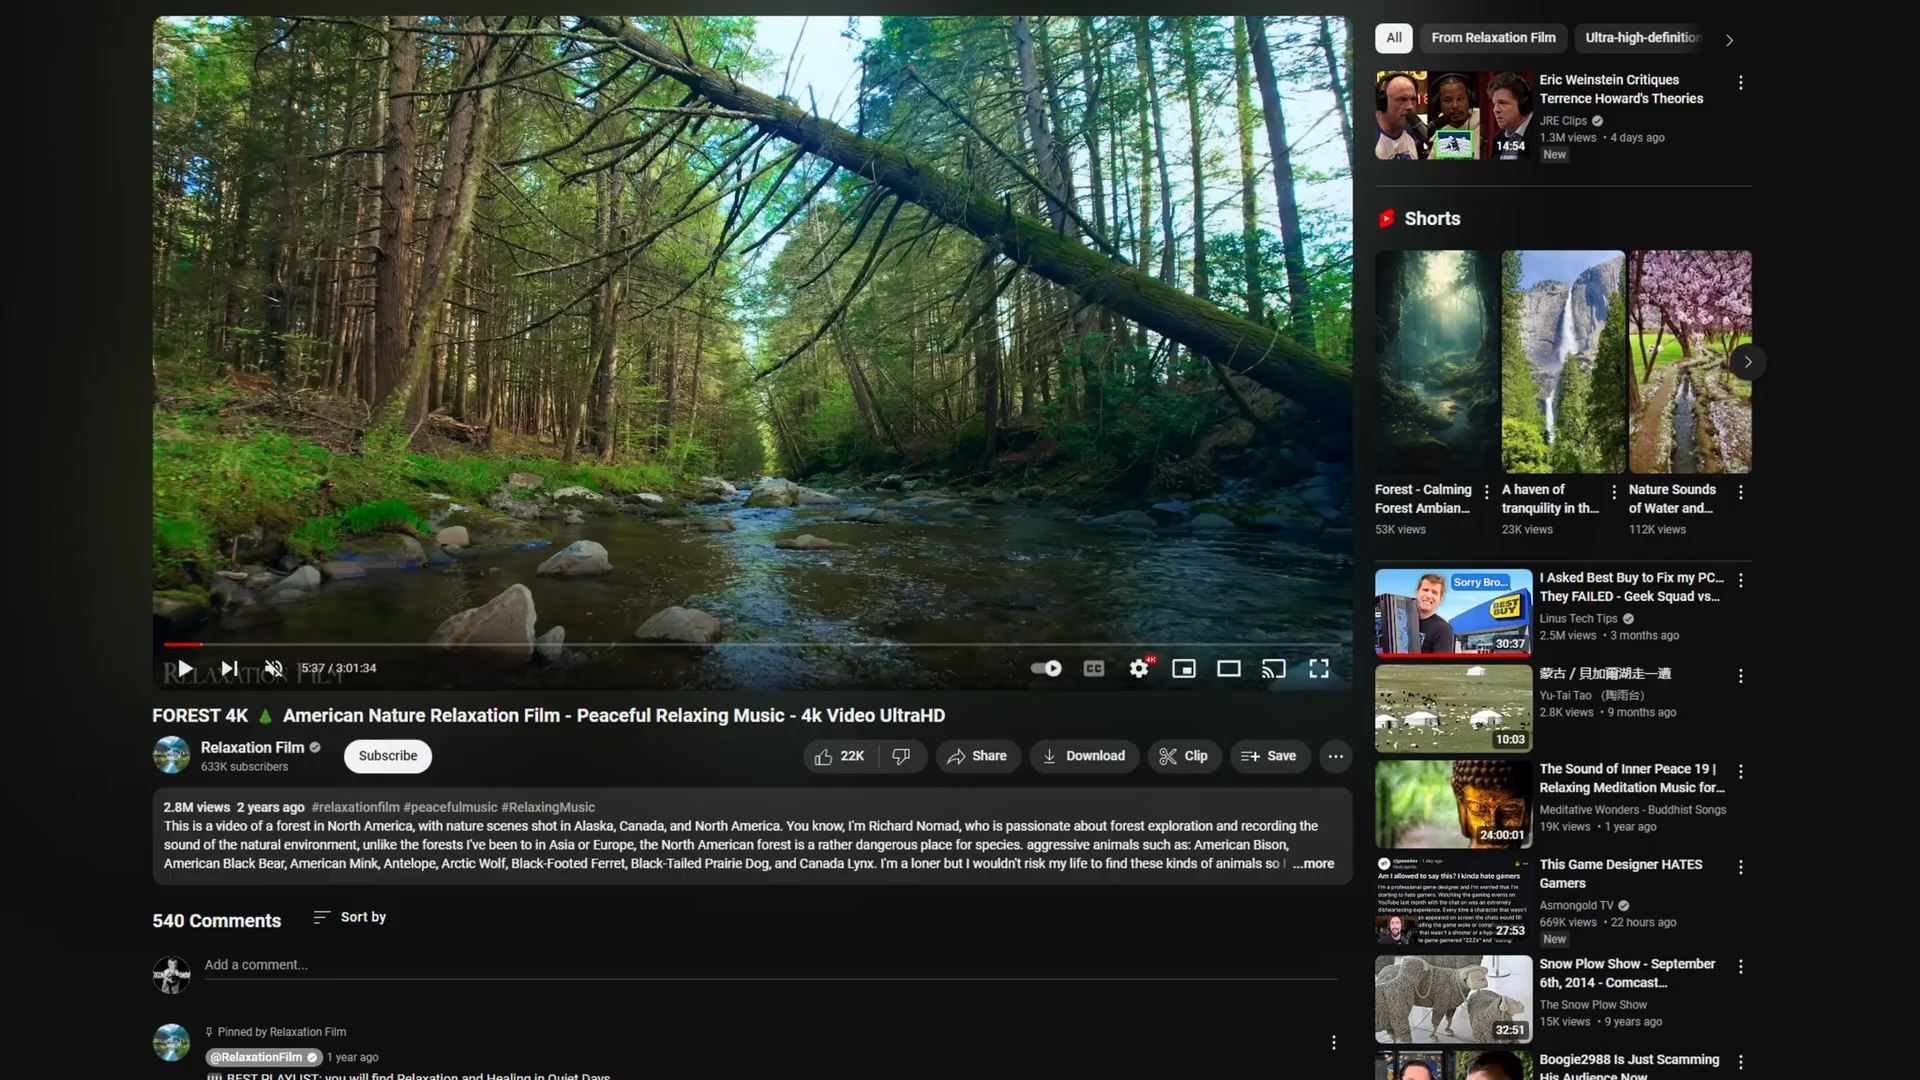 RELAXATION FILM
5:37 / 3:01:34
CC
4K
FOREST 4K 🌲 American Nature Relaxation Film - Peaceful Relaxing Music - 4k Video UltraHD
Relaxation Film
633K subscribers
Subscribe
22K
Share
Download
Clip
Save
2.8M views 2 years ago #relaxationfilm #peacefulmusic #RelaxingMusic
This is a video of a forest in North America, with nature scenes shot in Alaska, Canada, and North America. You know, I'm Richard Nomad, who is passionate about forest exploration and recording the
sound of the natural environment, unlike the forests I've been to in Asia or Europe, the North American forest is a rather dangerous place for species. aggressive animals such as: American Bison,
American Black Bear, American Mink, Antelope, Arctic Wolf, Black-Footed Ferret, Black-Tailed Prairie Dog, and Canada Lynx. I'm a loner but I wouldn't risk my life to find these kinds of animals so I ...more
540 Comments
Sort by
Add a comment...
Pinned by Relaxation Film
@RelaxationFilm
1 year ago
BEST PLAYLIST: you will find Relaxation and Healing in Quiet Days
All
From Relaxation Film
Ultra-high-definition
14:54
Eric Weinstein Critiques
Terrence Howard's Theories
JRE Clips
1.3M views • 4 days ago
New
Shorts
Forest - Calming
Forest Ambian...
53K views
A haven of
tranquility in th...
23K views
Nature Sounds
of Water and...
112K views
Sorry Bro...
BEST
BUY
30:37
I Asked Best Buy to Fix my PC...
They FAILED - Geek Squad vs...
Linus Tech Tips
2.5M views • 3 months ago
10:03
蒙古 / 貝加爾湖走一遭
Yu-Tai Tao (陶雨台)
2.8K views • 9 months ago
24:00:01
The Sound of Inner Peace 19 |
Relaxing Meditation Music for...
Meditative Wonders - Buddhist Songs
19K views • 1 year ago
Am I allowed to say this? I kinda hate gamers
27:53
This Game Designer HATES
Gamers
Asmongold TV
669K views • 22 hours ago
New
32:51
Snow Plow Show - September
6th, 2014 - Comcast...
The Snow Plow Show
15K views • 9 years ago
Boogie2988 Is Just Scamming
His Audience Now